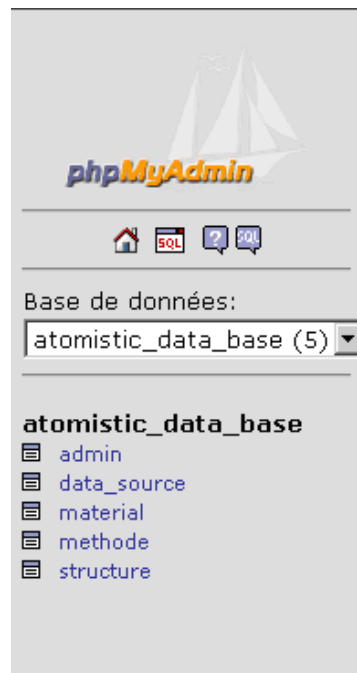 phpMyAdmin
SQL ? SQL
Base de données:
atomistic_data_base (5)
atomistic_data_base
admin
data_source
material
methode
structure